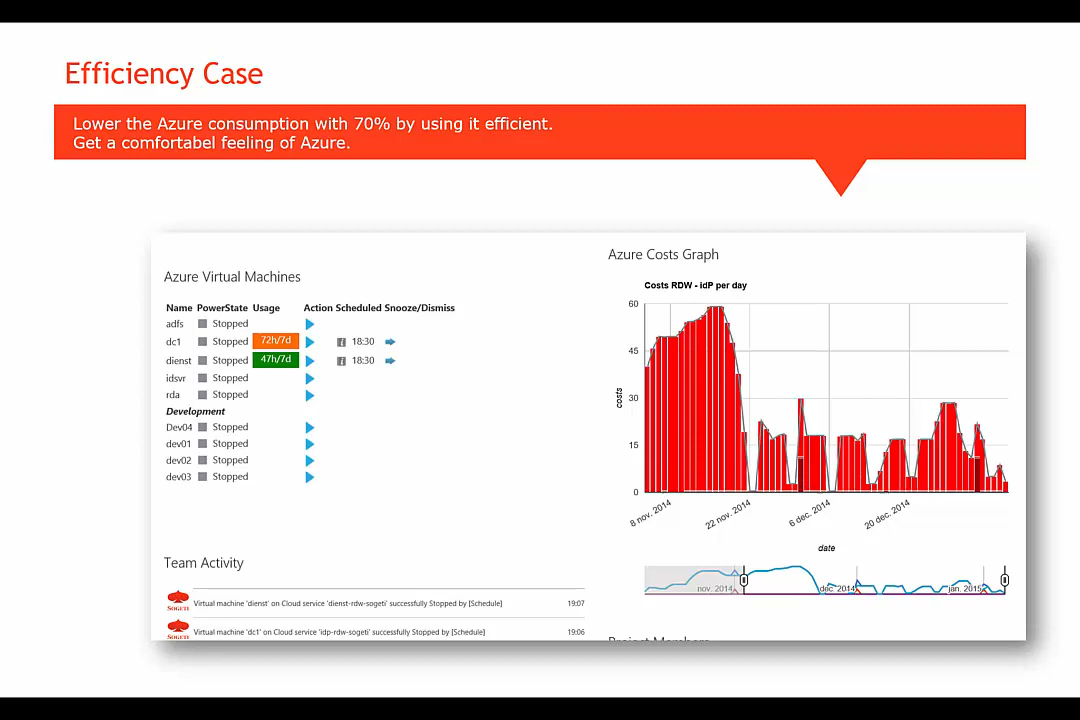 Efficiency Case
Lower the Azure consumption with 70% by using it efficient.
Get a comfortabel feeling of Azure.
Azure Virtual Machines
Name PowerState Usage Action Scheduled Snooze/Dismiss
adfs Stopped
dc1 Stopped 72h/7d 18:30
dienst Stopped 47h/7d 18:30
idsvr Stopped
rda Stopped
Development
Dev04 Stopped
dev01 Stopped
dev02 Stopped
dev03 Stopped
Team Activity
SOGETI
Virtual machine 'dienst' on Cloud service 'dienst-rdw-sogeti' successfully Stopped by [Schedule] 19:07
SOGETI
Virtual machine 'dc1' on Cloud service 'idp-rdw-sogeti' successfully Stopped by [Schedule] 19:06
Azure Costs Graph
Costs RDW - idP per day
60
45
30
15
0
costs
8 nov. 2014
22 nov. 2014
6 dec. 2014
20 dec. 2014
date
nov. 2014
dec. 2014
jan. 2015
Project Members